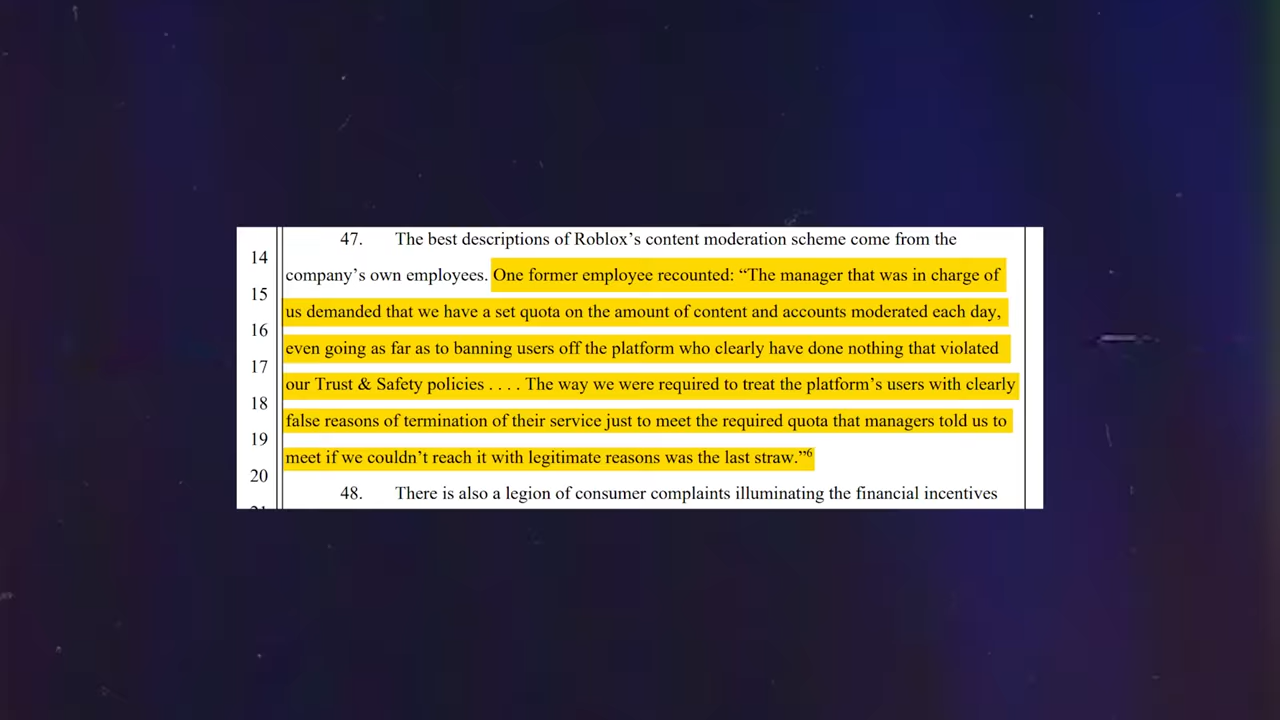 47. The best descriptions of Roblox’s content moderation scheme come from the
14
company’s own employees. One former employee recounted: “The manager that was in charge of
15
us demanded that we have a set quota on the amount of content and accounts moderated each day,
16
even going as far as to banning users off the platform who clearly have done nothing that violated
17
our Trust & Safety policies . . . . The way we were required to treat the platform’s users with clearly
18
false reasons of termination of their service just to meet the required quota that managers told us to
19
meet if we couldn’t reach it with legitimate reasons was the last straw.”6
20
48. There is also a legion of consumer complaints illuminating the financial incentives